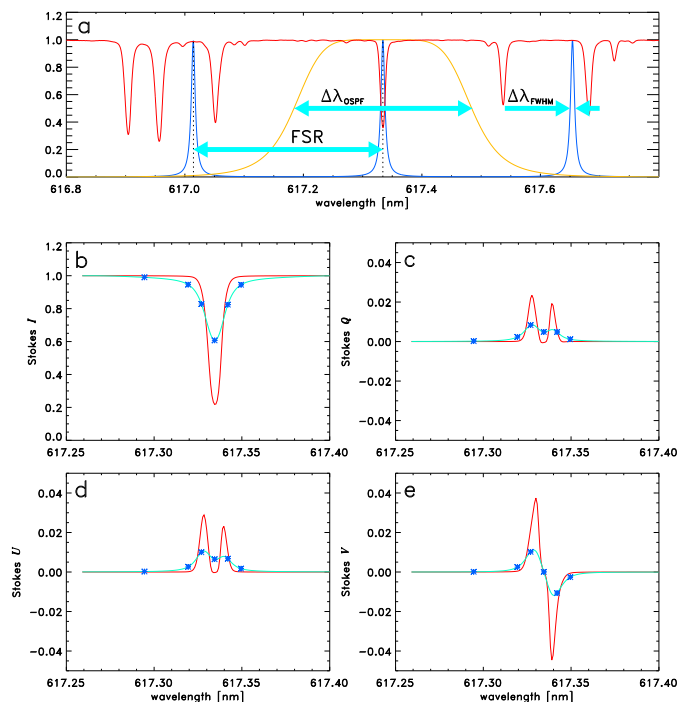 a
1.2
1.0
0.8
0.6
0.4
0.2
0.0
Δλ_OSPF
Δλ_FWHM
FSR
616.8 617.0 617.2 617.4 617.6
wavelength [nm]
b
1.2
1.0
0.8
0.6
0.4
0.2
0.0
Stokes I
617.25 617.30 617.35 617.40
c
0.04
0.02
0.00
-0.02
-0.04
Stokes Q
617.25 617.30 617.35 617.40
d
0.04
0.02
0.00
-0.02
-0.04
Stokes U
617.25 617.30 617.35 617.40
wavelength [nm]
e
0.04
0.02
0.00
-0.02
-0.04
Stokes V
617.25 617.30 617.35 617.40
wavelength [nm]